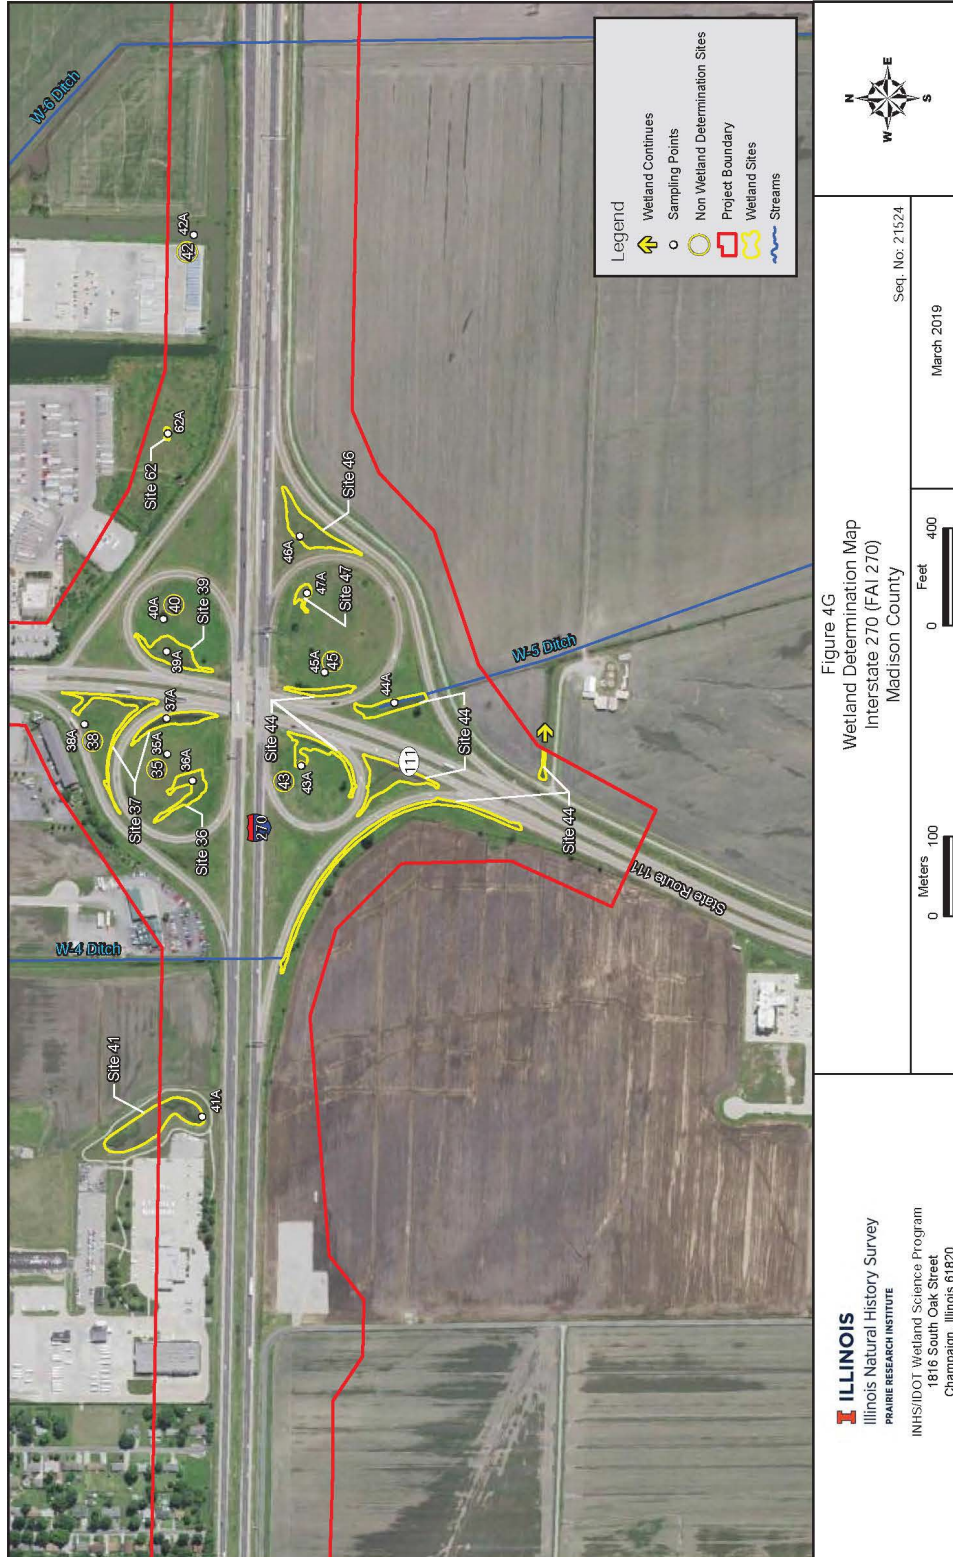 W-6 Ditch
42
42A
Site 62
62A
40A
40
Site 39
39A
38A
38
37A
Site 37
35
35A
36A
Site 36
W-4 Ditch
Site 41
41A
270
46A
Site 46
47A
Site 47
45A
45
Site 44
44A
43
43A
111
Site 44
W-5 Ditch
Site 44
State Route 111
Legend
Wetland Continues
Sampling Points
Non Wetland Determination Sites
Project Boundary
Wetland Sites
Streams
ILLINOIS
Illinois Natural History Survey
PRAIRIE RESEARCH INSTITUTE
INHS/IDOT Wetland Science Program
1816 South Oak Street
Champaign, Illinois 61820
Figure 4G
Wetland Determination Map
Interstate 270 (FAI 270)
Madison County
Seq. No: 21524
Meters
0 100
Feet
0 400
March 2019
N
W E
S